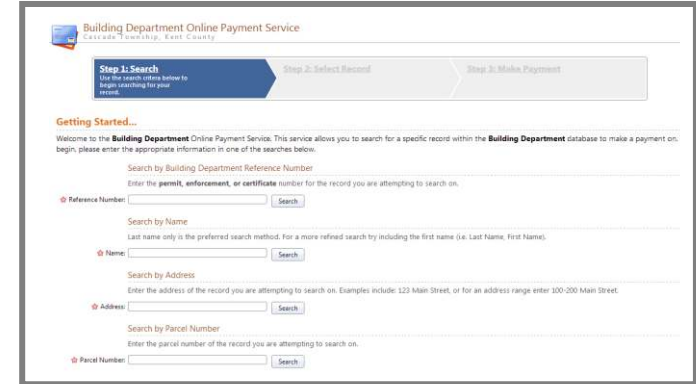 Building Department Online Payment Service
Cascade Township, Kent County
Step 1: Search
Use the search critera below to
begin searching for your
record.
Step 2: Select Record
Step 3: Make Payment
Getting Started...
Welcome to the Building Department Online Payment Service. This service allows you to search for a specific record within the Building Department database to make a payment on.
begin, please enter the appropriate information in one of the searches below.
Search by Building Department Reference Number
Enter the permit, enforcement, or certificate number for the record you are attempting to search on.
Reference Number: Search
Search by Name
Last name only is the preferred search method. For a more refined search try including the first name (i.e. Last Name, First Name).
Name: Search
Search by Address
Enter the address of the record you are attempting to search on. Examples include: 123 Main Street, or for an address range enter 100-200 Main Street.
Address: Search
Search by Parcel Number
Enter the parcel number of the record you are attempting to search on.
Parcel Number: Search